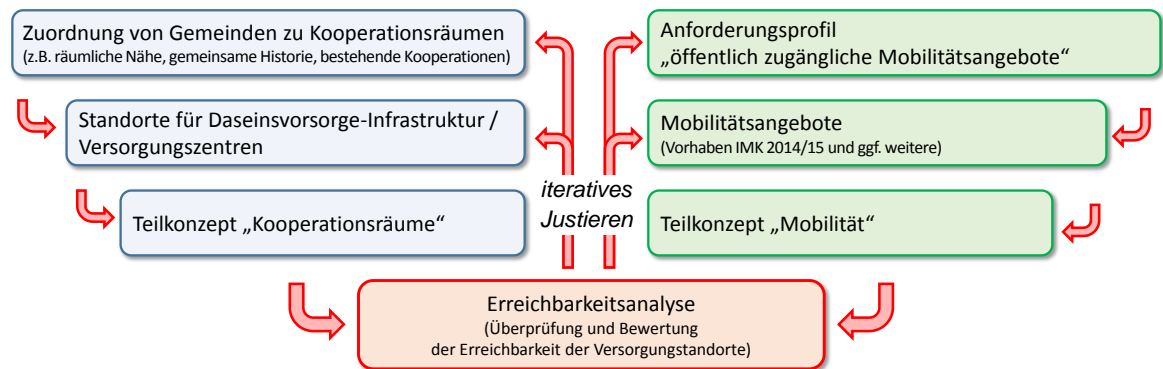 Zuordnung von Gemeinden zu Kooperationsräumen
(z.B. räumliche Nähe, gemeinsame Historie, bestehende Kooperationen)
Standorte für Daseinsvorsorge-Infrastruktur /
Versorgungszentren
Teilkonzept „Kooperationsräume“
iteratives
Justieren
Anforderungsprofil
„öffentlich zugängliche Mobilitätsangebote“
Mobilitätsangebote
(Vorhaben IMK 2014/15 und ggf. weitere)
Teilkonzept „Mobilität“
Erreichbarkeitsanalyse
(Überprüfung und Bewertung
der Erreichbarkeit der Versorgungstandorte)